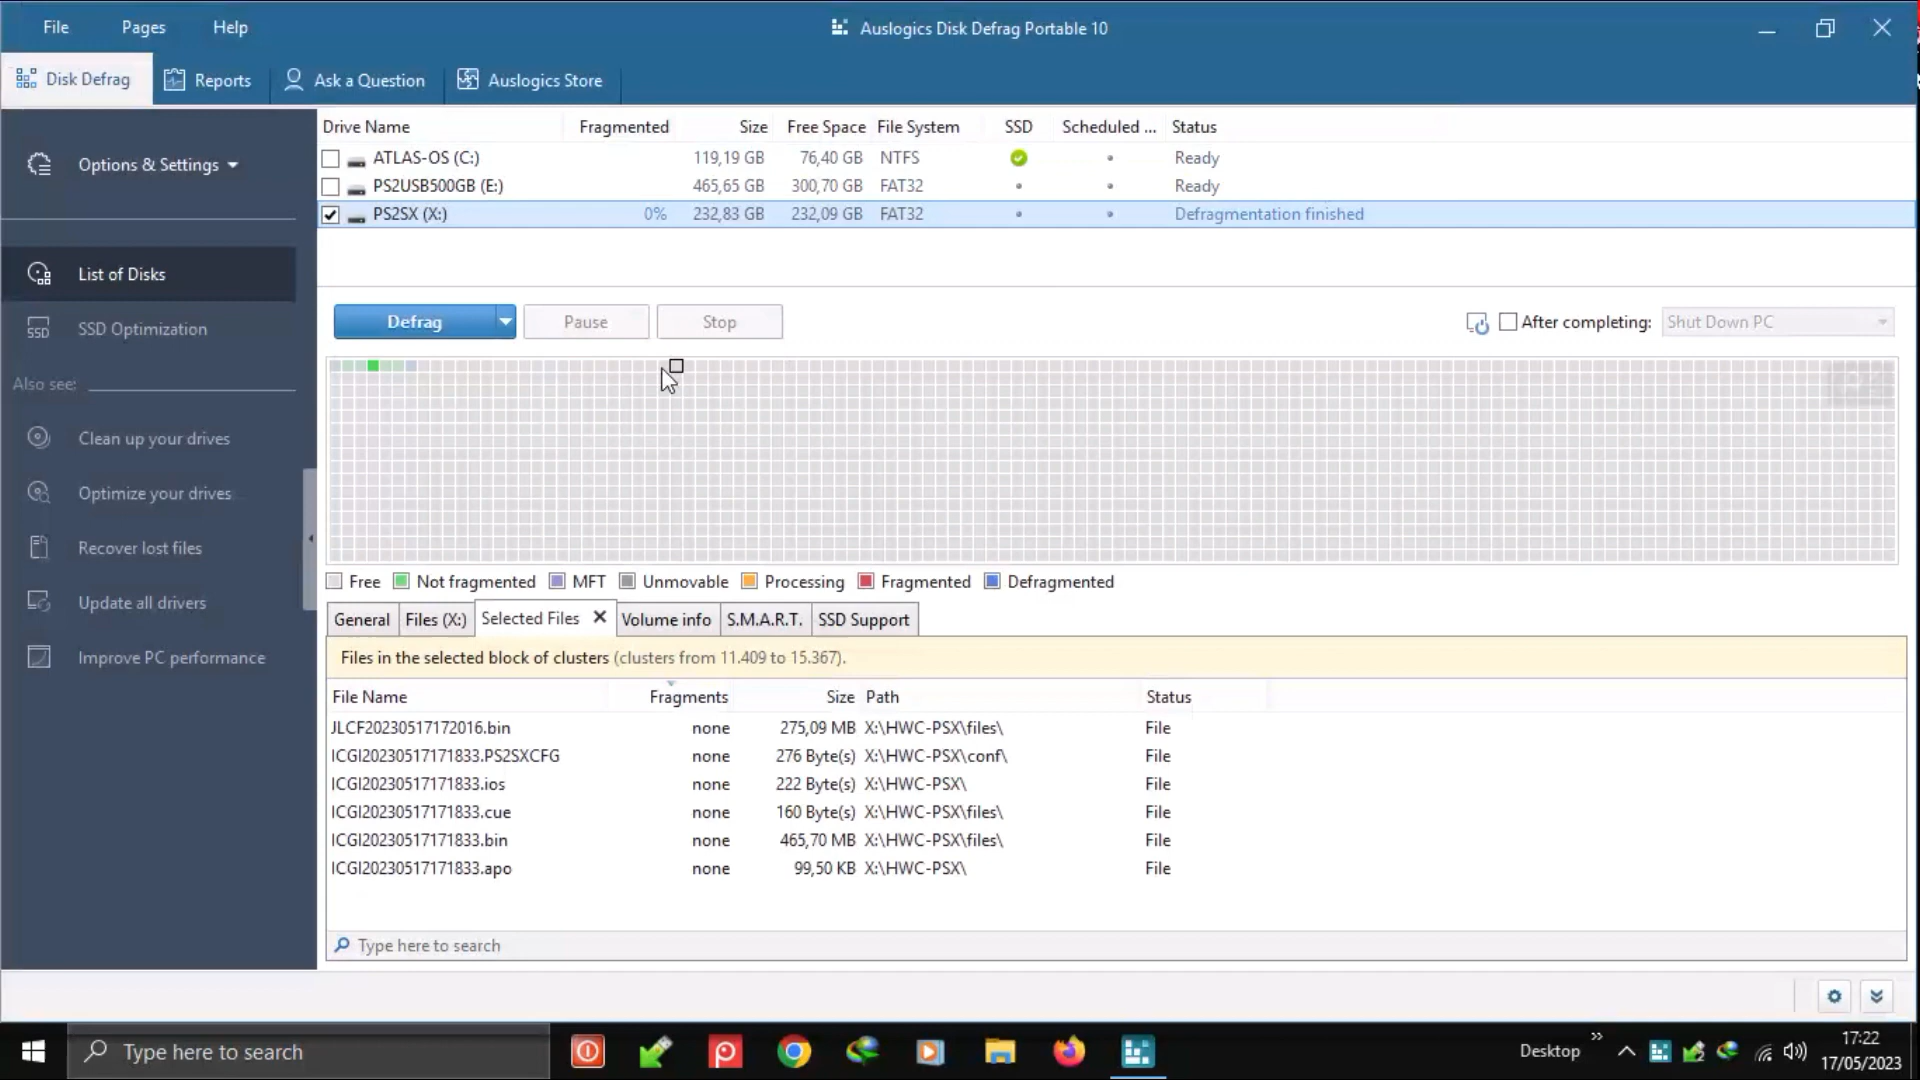 File Pages Help Auslogics Disk Defrag Portable 10
Disk Defrag Reports Ask a Question Auslogics Store
Options & Settings
List of Disks
SSD SSD Optimization
Also see:
Clean up your drives
Optimize your drives
Recover lost files
Update all drivers
Improve PC performance
Drive Name Fragmented Size Free Space File System SSD Scheduled ... Status
ATLAS-OS (C:) 119,19 GB 76,40 GB NTFS Ready
PS2USB500GB (E:) 465,65 GB 300,70 GB FAT32 Ready
PS2SX (X:) 0% 232,83 GB 232,09 GB FAT32 Defragmentation finished
Defrag Pause Stop After completing: Shut Down PC
Free Not fragmented MFT Unmovable Processing Fragmented Defragmented
General Files (X:) Selected Files Volume info S.M.A.R.T. SSD Support
Files in the selected block of clusters (clusters from 11.409 to 15.367).
File Name Fragments Size Path Status
JLCF20230517172016.bin none 275,09 MB X:\HWC-PSX\files\ File
ICGI20230517171833.PS2SXCFG none 276 Byte(s) X:\HWC-PSX\conf\ File
ICGI20230517171833.ios none 222 Byte(s) X:\HWC-PSX\ File
ICGI20230517171833.cue none 160 Byte(s) X:\HWC-PSX\files\ File
ICGI20230517171833.bin none 465,70 MB X:\HWC-PSX\files\ File
ICGI20230517171833.apo none 99,50 KB X:\HWC-PSX\ File
Type here to search
Type here to search Desktop 17:22
17/05/2023